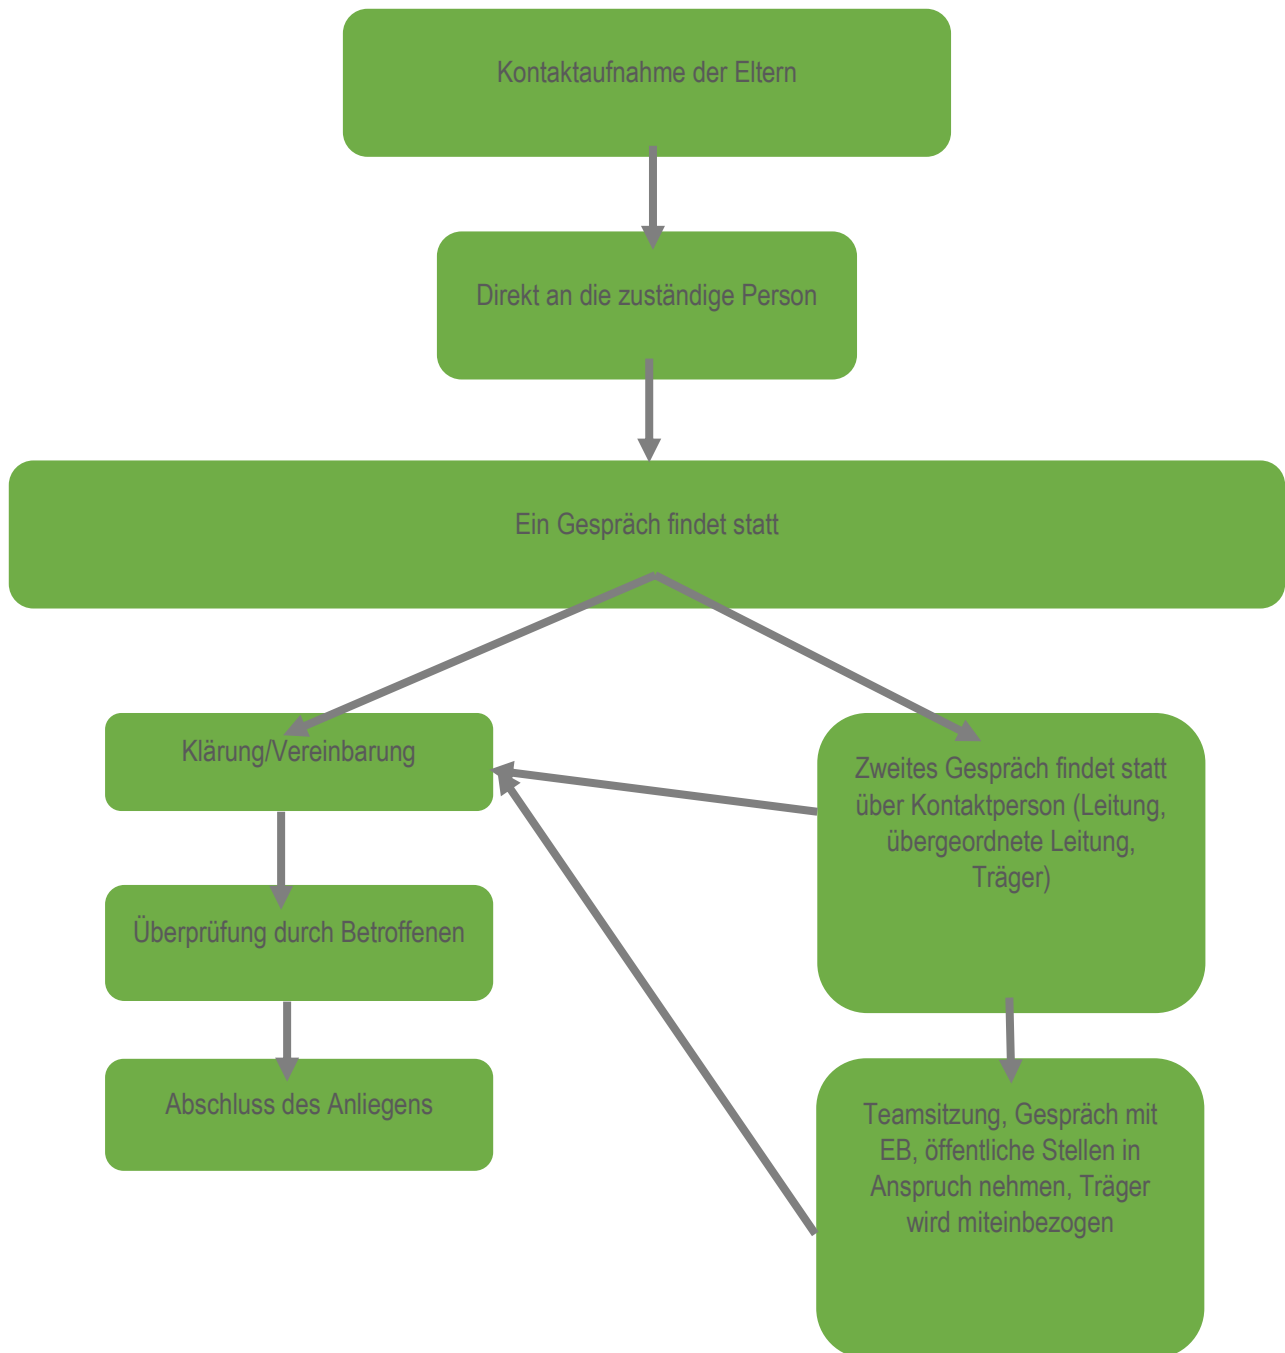 Kontaktaufnahme der Eltern
Direkt an die zuständige Person
Ein Gespräch findet statt
Klärung/Vereinbarung
Überprüfung durch Betroffenen
Abschluss des Anliegens
Zweites Gespräch findet statt
über Kontaktperson (Leitung,
übergeordnete Leitung,
Träger)
Teamsitzung, Gespräch mit
EB, öffentliche Stellen in
Anspruch nehmen, Träger
wird miteinbezogen